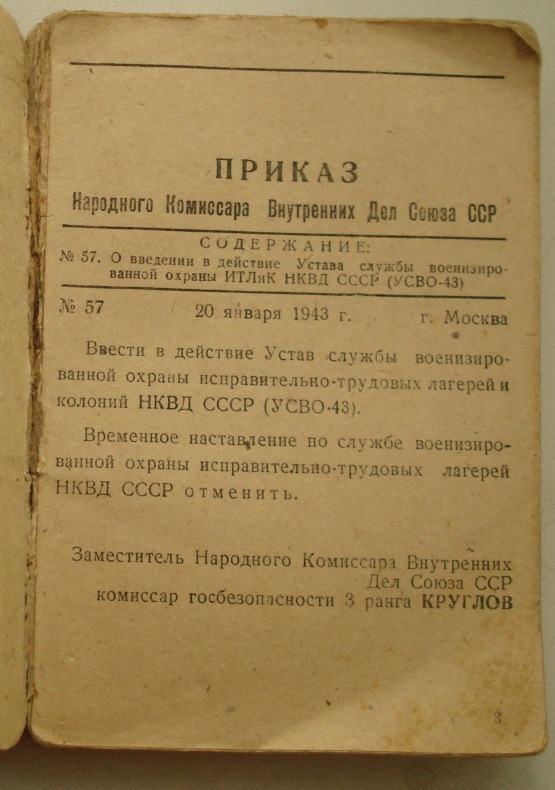 ПРИКАЗ
Народного Комиссара Внутренних Дел Союза ССР
СОДЕРЖАНИЕ:
№ 57. О введении в действие Устава службы военизиро-
ванной охраны ИТЛиК НКВД СССР (УСВО-43)
№ 57 20 января 1943 г. г. Москва
Ввести в действие Устав службы военизиро-
ванной охраны исправительно-трудовых лагерей и
колоний НКВД СССР (УСВО-43).
Временное наставление по службе военизиро-
ванной охраны исправительно-трудовых лагерей
НКВД СССР отменить.
Заместитель Народного Комиссара Внутренних
Дел Союза ССР
комиссар госбезопасности 3 ранга КРУГЛОВ
3